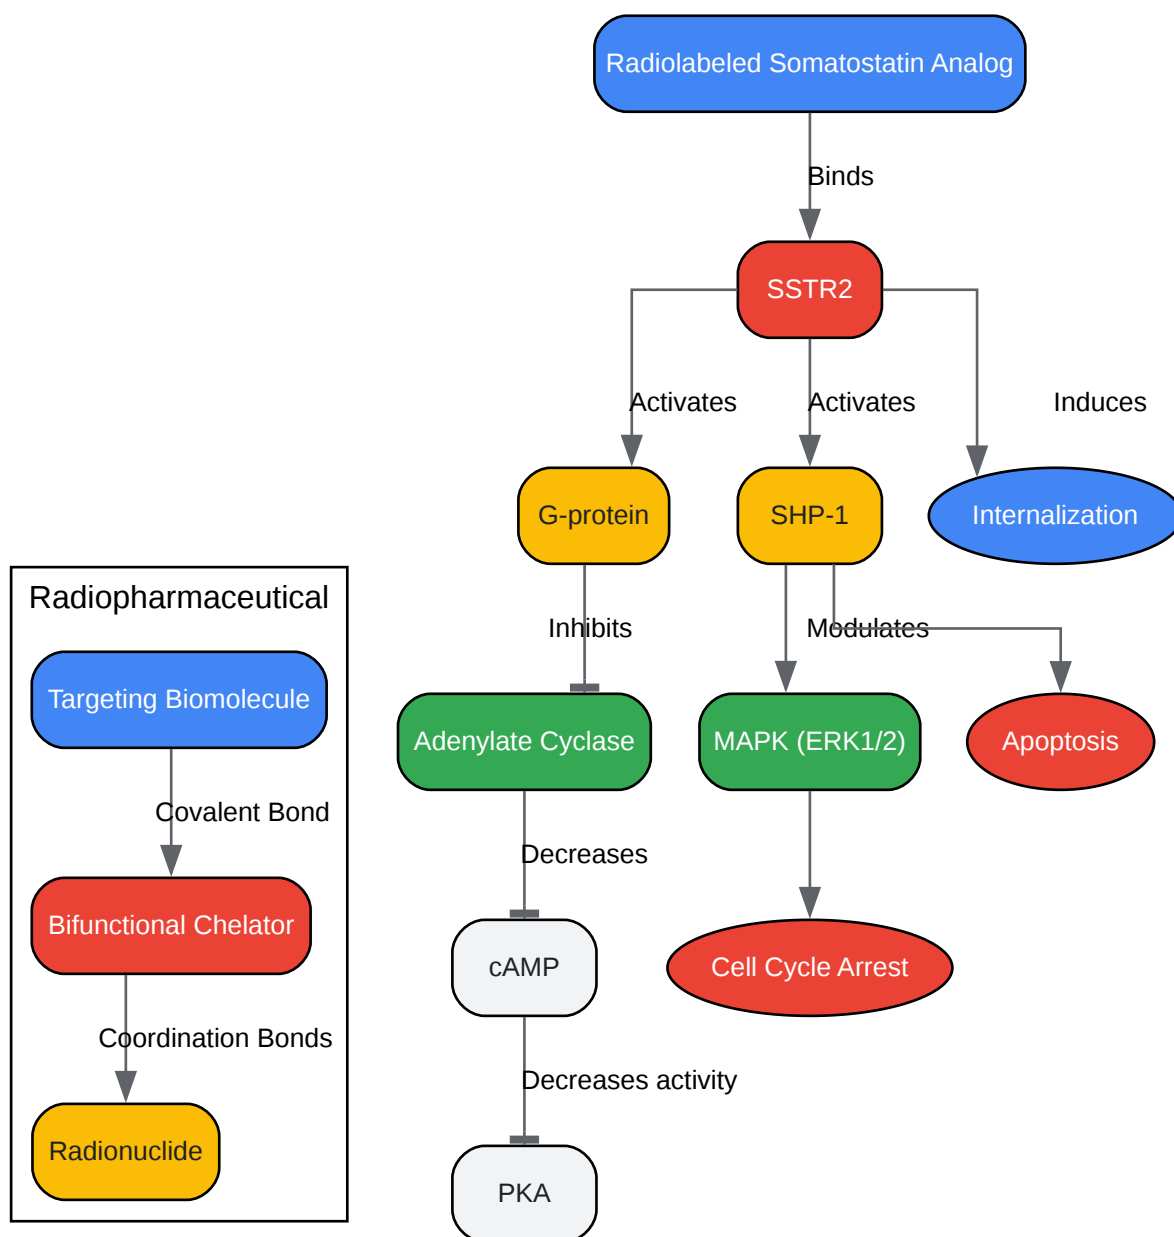 Radiolabeled Somatostatin Analog
Binds
SSTR2
Activates
Activates
Induces
G-protein
SHP-1
Internalization
Inhibits
Modulates
Adenylate Cyclase
MAPK (ERK1/2)
Apoptosis
Decreases
cAMP
Cell Cycle Arrest
Decreases activity
PKA
Radiopharmaceutical
Targeting Biomolecule
Covalent Bond
Bifunctional Chelator
Coordination Bonds
Radionuclide